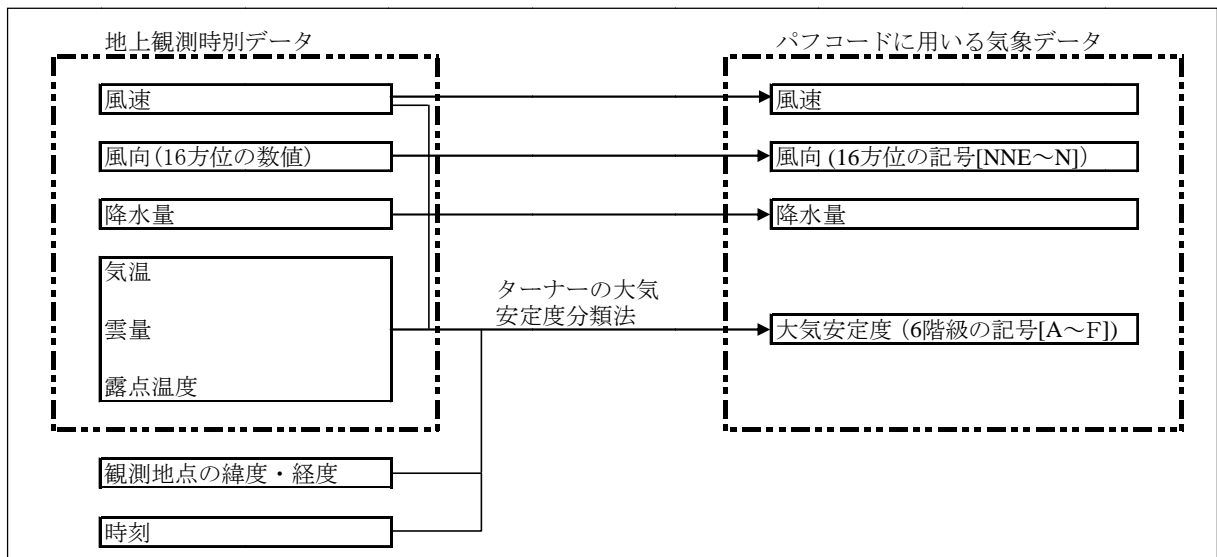 地上観測時別データ
風速
風向(16方位の数値)
降水量
気温
雲量
露点温度
観測地点の緯度・経度
時刻
ターナーの大気
安定度分類法
パフコードに用いる気象データ
風速
風向 (16方位の記号[NNE～N])
降水量
大気安定度 (6階級の記号[A～F])